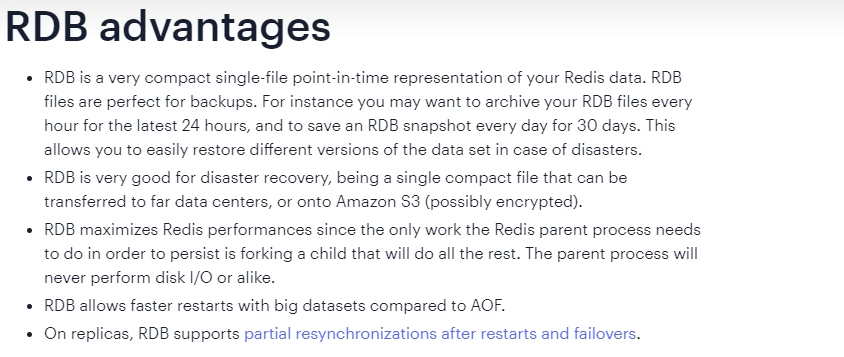 RDB advantages
• RDB is a very compact single-file point-in-time representation of your Redis data. RDB
files are perfect for backups. For instance you may want to archive your RDB files every
hour for the latest 24 hours, and to save an RDB snapshot every day for 30 days. This
allows you to easily restore different versions of the data set in case of disasters.
• RDB is very good for disaster recovery, being a single compact file that can be
transferred to far data centers, or onto Amazon S3 (possibly encrypted).
• RDB maximizes Redis performances since the only work the Redis parent process needs
to do in order to persist is forking a child that will do all the rest. The parent process will
never perform disk I/O or alike.
• RDB allows faster restarts with big datasets compared to AOF.
• On replicas, RDB supports partial resynchronizations after restarts and failovers.